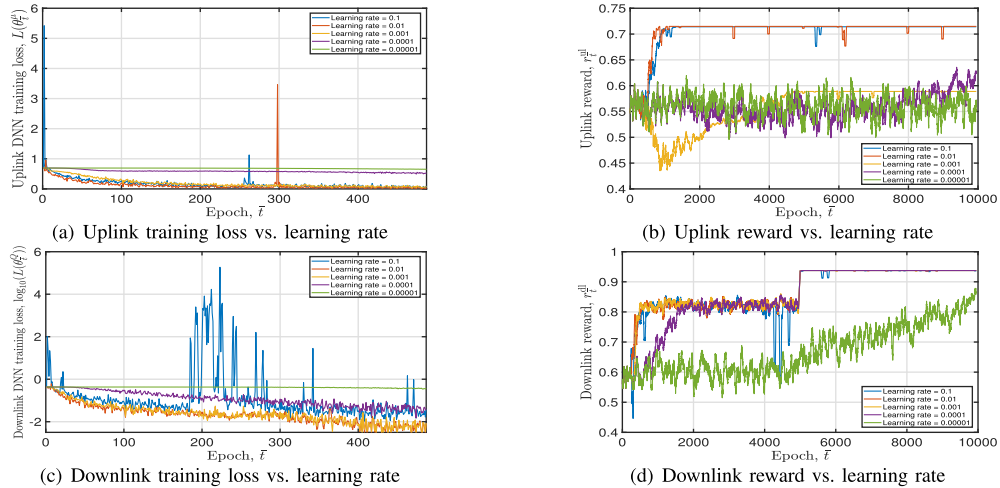 Uplink DNN training loss, L(θ^μ_t̄)
6
5
4
3
2
1
0
0
100
200
300
400
Learning rate = 0.1
Learning rate = 0.01
Learning rate = 0.001
Learning rate = 0.0001
Learning rate = 0.00001
Epoch, t̄
(a) Uplink training loss vs. learning rate
Uplink reward, r^ul_t̄
0.75
0.7
0.65
0.6
0.55
0.5
0.45
0.4
0
2000
4000
6000
8000
10000
Learning rate = 0.1
Learning rate = 0.01
Learning rate = 0.001
Learning rate = 0.0001
Learning rate = 0.00001
Epoch, t̄
(b) Uplink reward vs. learning rate
Downlink DNN training loss, log10(L(θ^Q_t̄))
6
4
2
0
-2
0
100
200
300
400
Learning rate = 0.1
Learning rate = 0.01
Learning rate = 0.001
Learning rate = 0.0001
Learning rate = 0.00001
Epoch, t̄
(c) Downlink training loss vs. learning rate
Downlink reward, r^dl_t̄
1
0.9
0.8
0.7
0.6
0.5
0.4
0
2000
4000
6000
8000
10000
Learning rate = 0.1
Learning rate = 0.01
Learning rate = 0.001
Learning rate = 0.0001
Learning rate = 0.00001
Epoch, t̄
(d) Downlink reward vs. learning rate